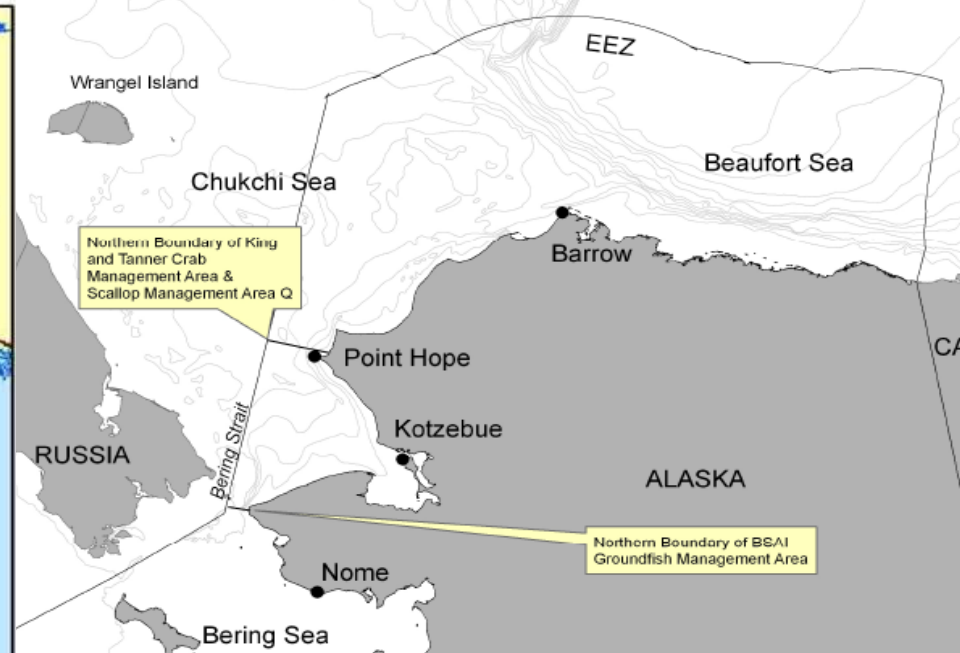 EEZ
Wrangel Island
Beaufort Sea
Chukchi Sea
Northern Boundary of King
and Tanner Crab
Management Area &
Scallop Management Area Q
Barrow
Point Hope
CA
Kotzebue
Bering Strait
RUSSIA
ALASKA
Northern Boundary of BSAI
Groundfish Management Area
Nome
Bering Sea